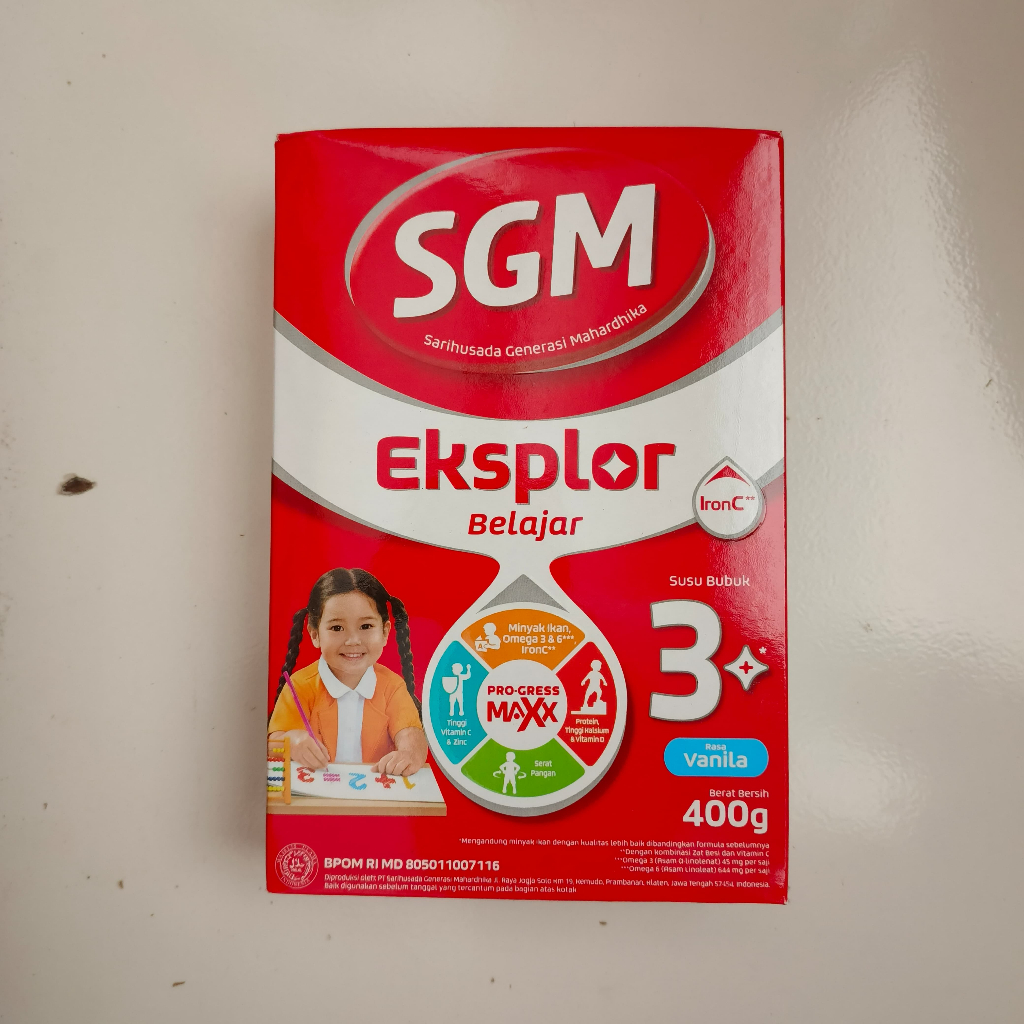 SGM
Sarihusada Generasi Mahardhika
Eksplor
Belajar
IronC**
Susu Bubuk
3+*
Minyak Ikan,
Omega 3 & 6***
IronC**
Tinggi
Vitamin C
& Zinc
PRO-GRESS
MAXX
Protein,
Tinggi Kalsium
& Vitamin D
Serat
Pangan
Rasa
Vanila
Berat Bersih
400g
*Mengandung minyak ikan dengan kualitas lebih baik dibandingkan formula sebelumnya
**Dengan kombinasi Zat Besi dan Vitamin C
***Omega 3 (Asam α-linolenat) 45 mg per saji
***Omega 6 (Asam Linoleat) 644 mg per saji
BPOM RI MD 805011007116
Diproduksi oleh: PT Sarihusada Generasi Mahardhika Jl. Raya Jogja Solo Km 19, Kemudo, Prambanan, Klaten, Jawa Tengah 57454, Indonesia.
Baik digunakan sebelum tanggal yang tercantum pada bagian atas kotak